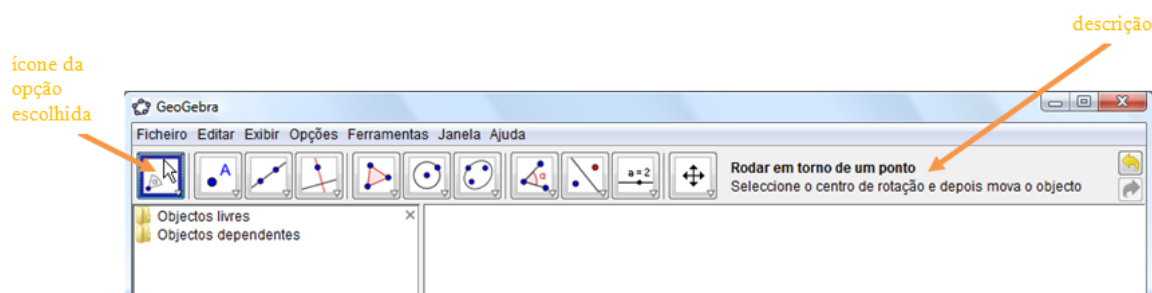 descrição
ícone da
opção
escolhida
GeoGebra
Ficheiro Editar Exibir Opções Ferramentas Janela Ajuda
A
α
a=2
Rodar em torno de um ponto
Seleccione o centro de rotação e depois mova o objecto
Objectos livres
Objectos dependentes